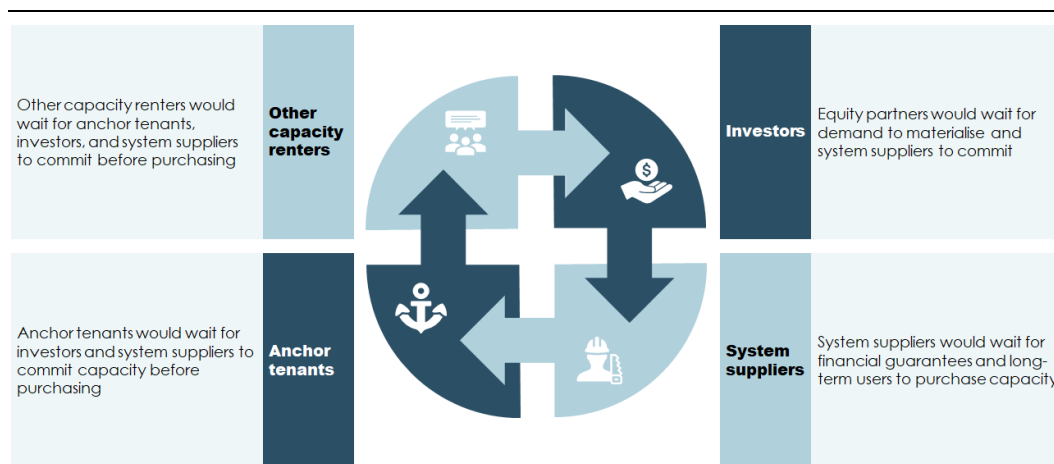 Other capacity renters would
wait for anchor tenants,
investors, and system suppliers
to commit before purchasing
Other
capacity
renters
$
Investors
Equity partners would wait for
demand to materialise and
system suppliers to commit
Anchor tenants would wait for
investors and system suppliers to
commit capacity before
purchasing
Anchor
tenants
System
suppliers
System suppliers would wait for
financial guarantees and long-
term users to purchase capacity